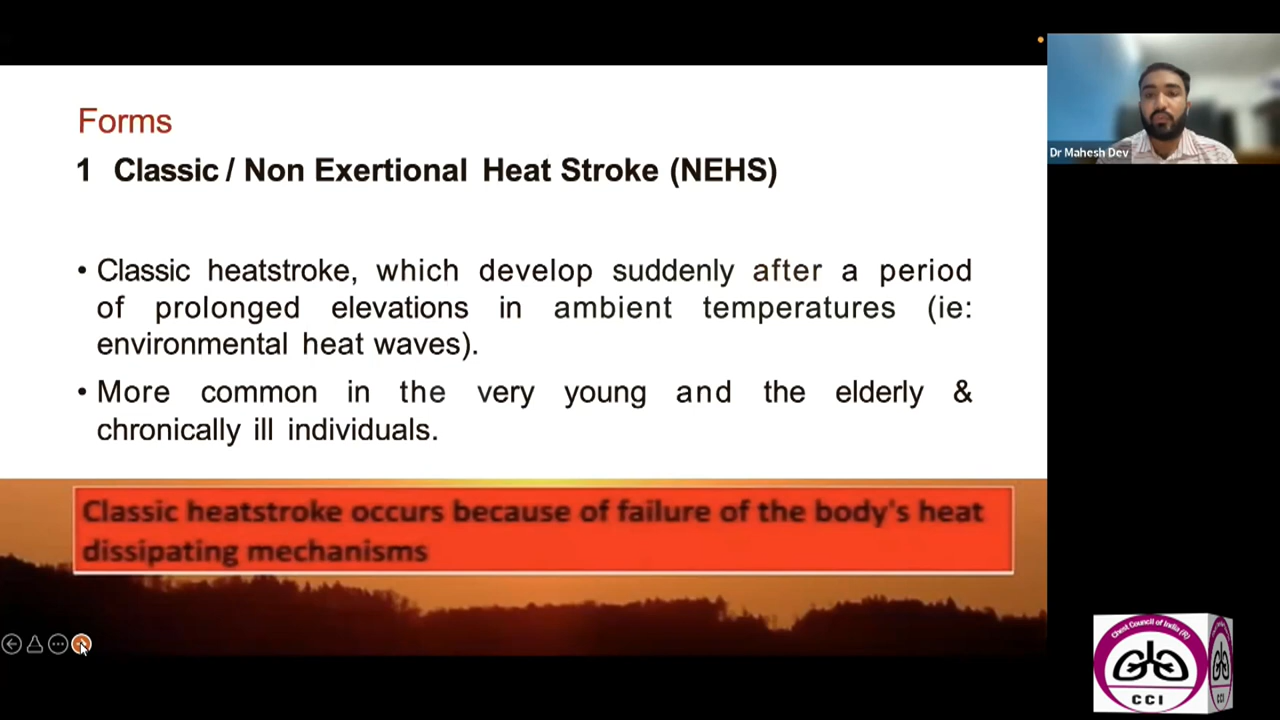 Forms
1 Classic / Non Exertional Heat Stroke (NEHS)
• Classic heatstroke, which develop suddenly after a period
of prolonged elevations in ambient temperatures (ie:
environmental heat waves).
• More common in the very young and the elderly &
chronically ill individuals.
Classic heatstroke occurs because of failure of the body's heat
dissipating mechanisms
Dr Mahesh Dev
Chest Council of India (R)
CCI
CCI